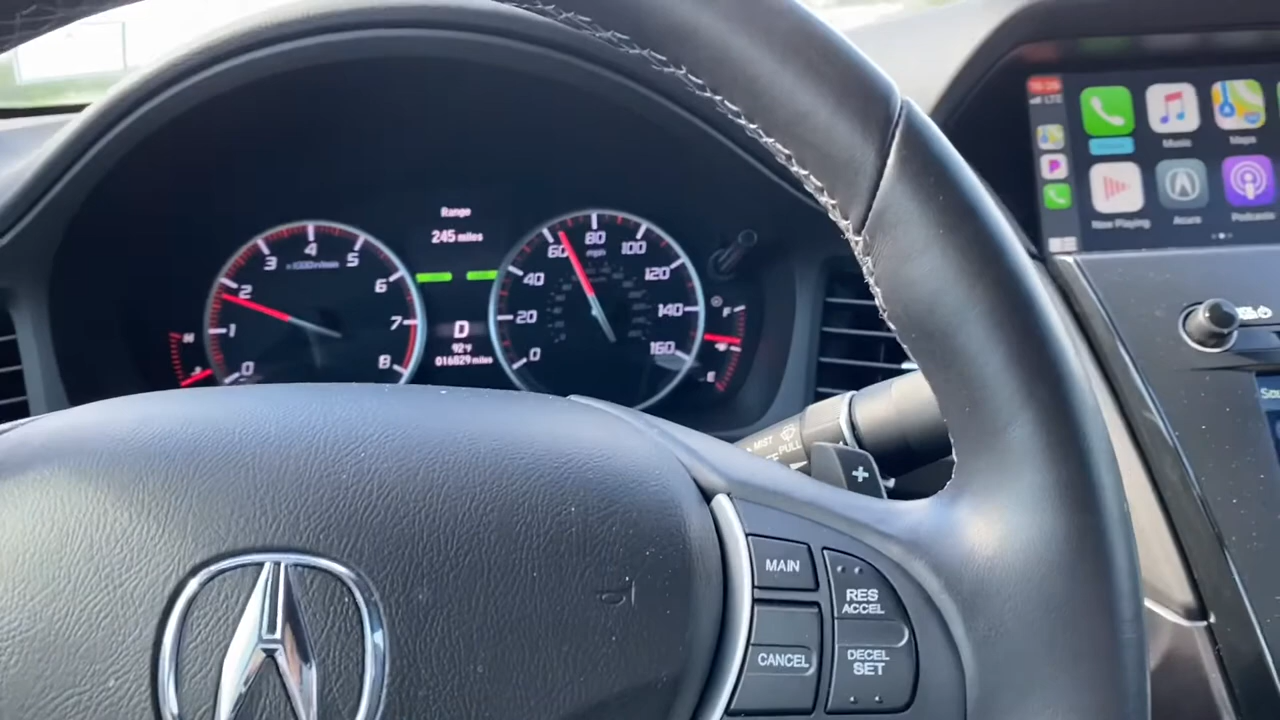 Range
245 miles
0
1
2
3
4
5
6
7
8
x1000r/min
H
D
92°F
016829 miles
0
20
40
60
80
100
120
140
160
mph
F
E
LTE
Music
Maps
Now Playing
Acura
Podcasts
MIST
PULL
+
MAIN
RES
ACCEL
CANCEL
DECEL
SET